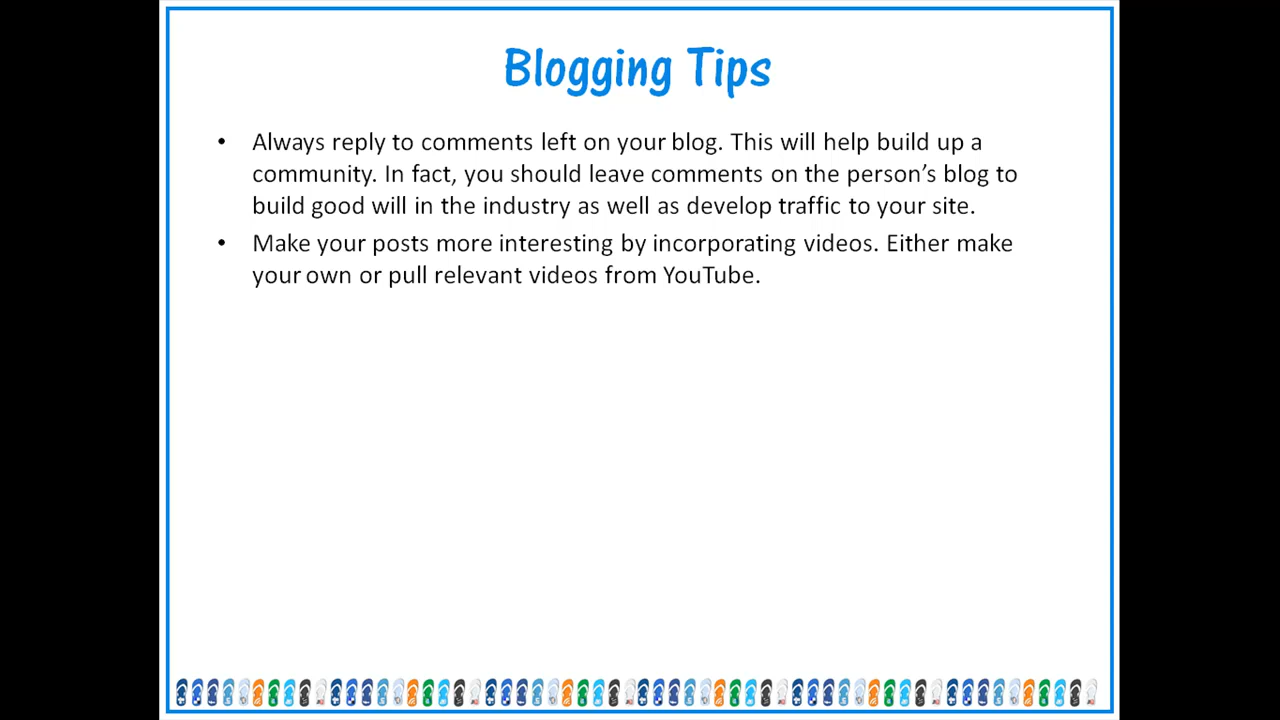 Blogging Tips
• Always reply to comments left on your blog. This will help build up a
community. In fact, you should leave comments on the person’s blog to
build good will in the industry as well as develop traffic to your site.
• Make your posts more interesting by incorporating videos. Either make
your own or pull relevant videos from YouTube.